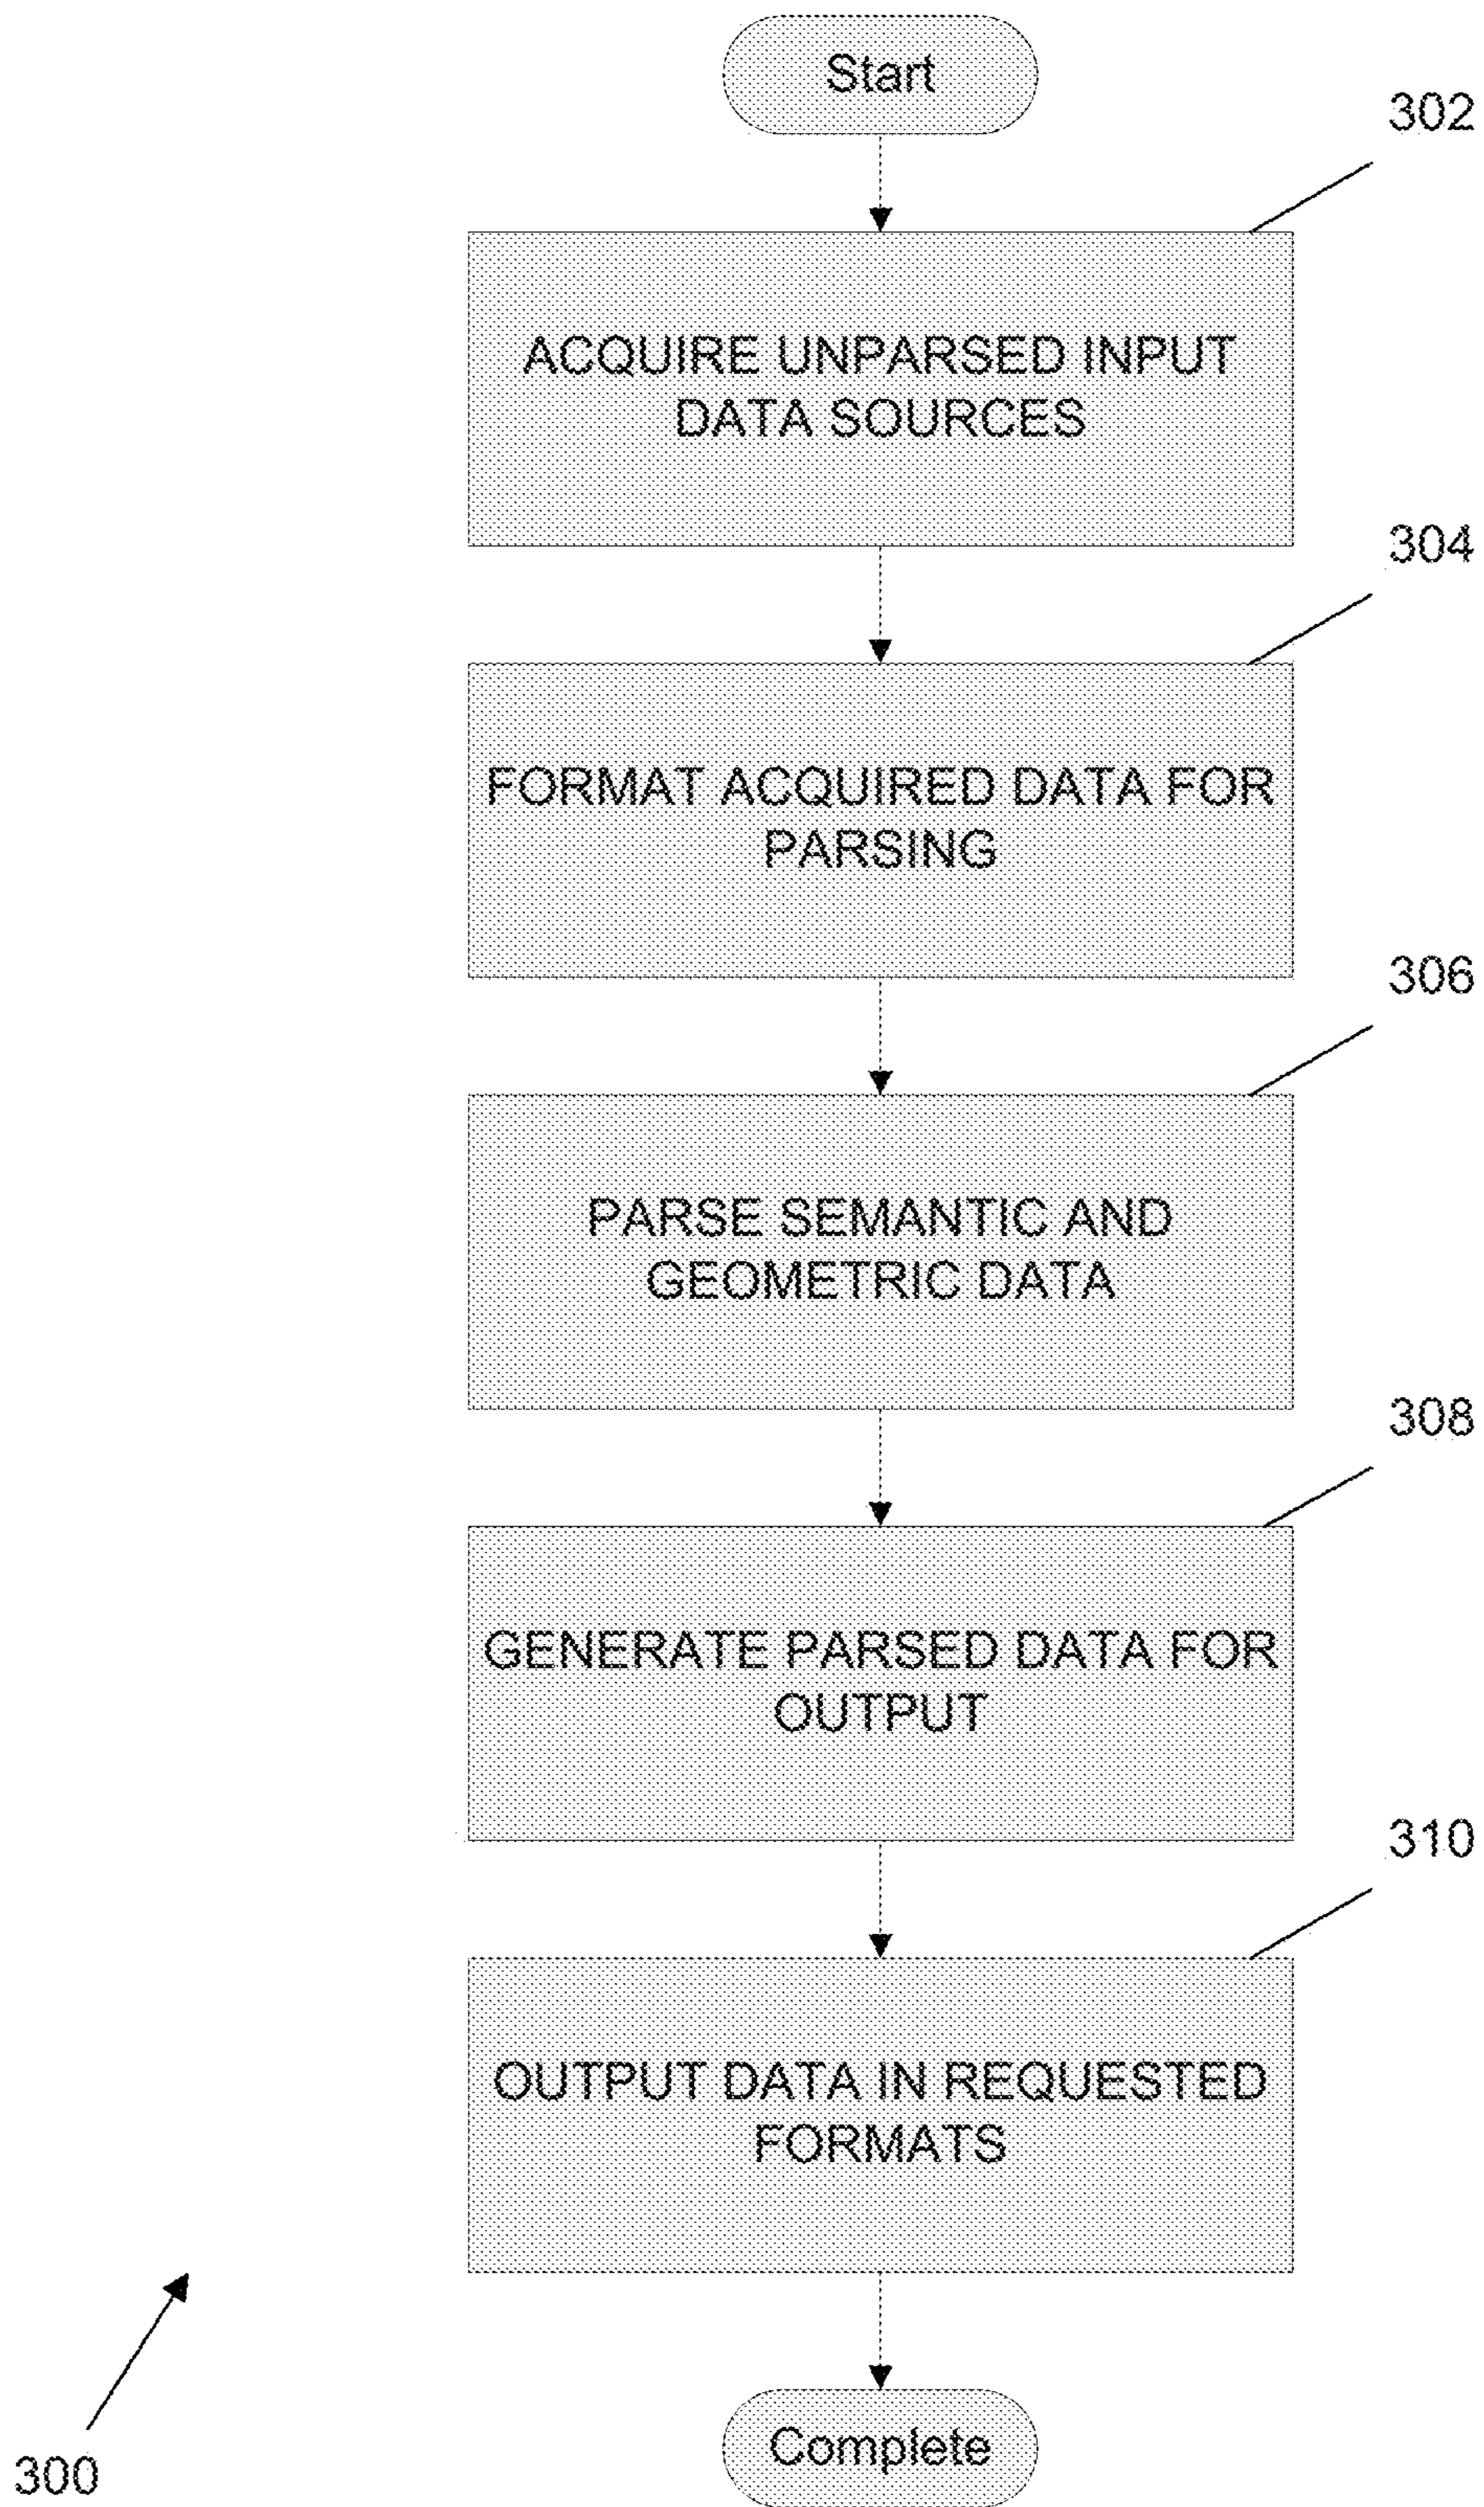 Start
302
ACQUIRE UNPARSED INPUT
DATA SOURCES
304
FORMAT ACQUIRED DATA FOR
PARSING
306
PARSE SEMANTIC AND
GEOMETRIC DATA
308
GENERATE PARSED DATA FOR
OUTPUT
310
OUTPUT DATA IN REQUESTED
FORMATS
Complete
300